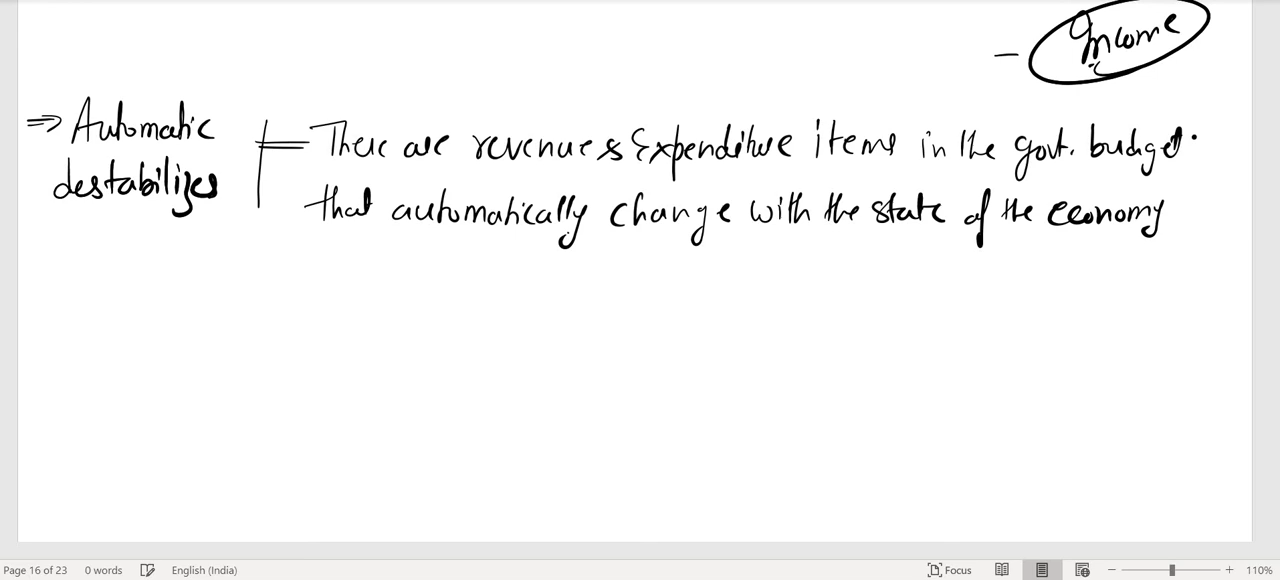 - Income
⇒ Automatic destabilizes
- There are revenues & Expenditure items in the govt. budget.
that automatically change with the state of the economy
Page 16 of 23 0 words English (India) Focus 110%